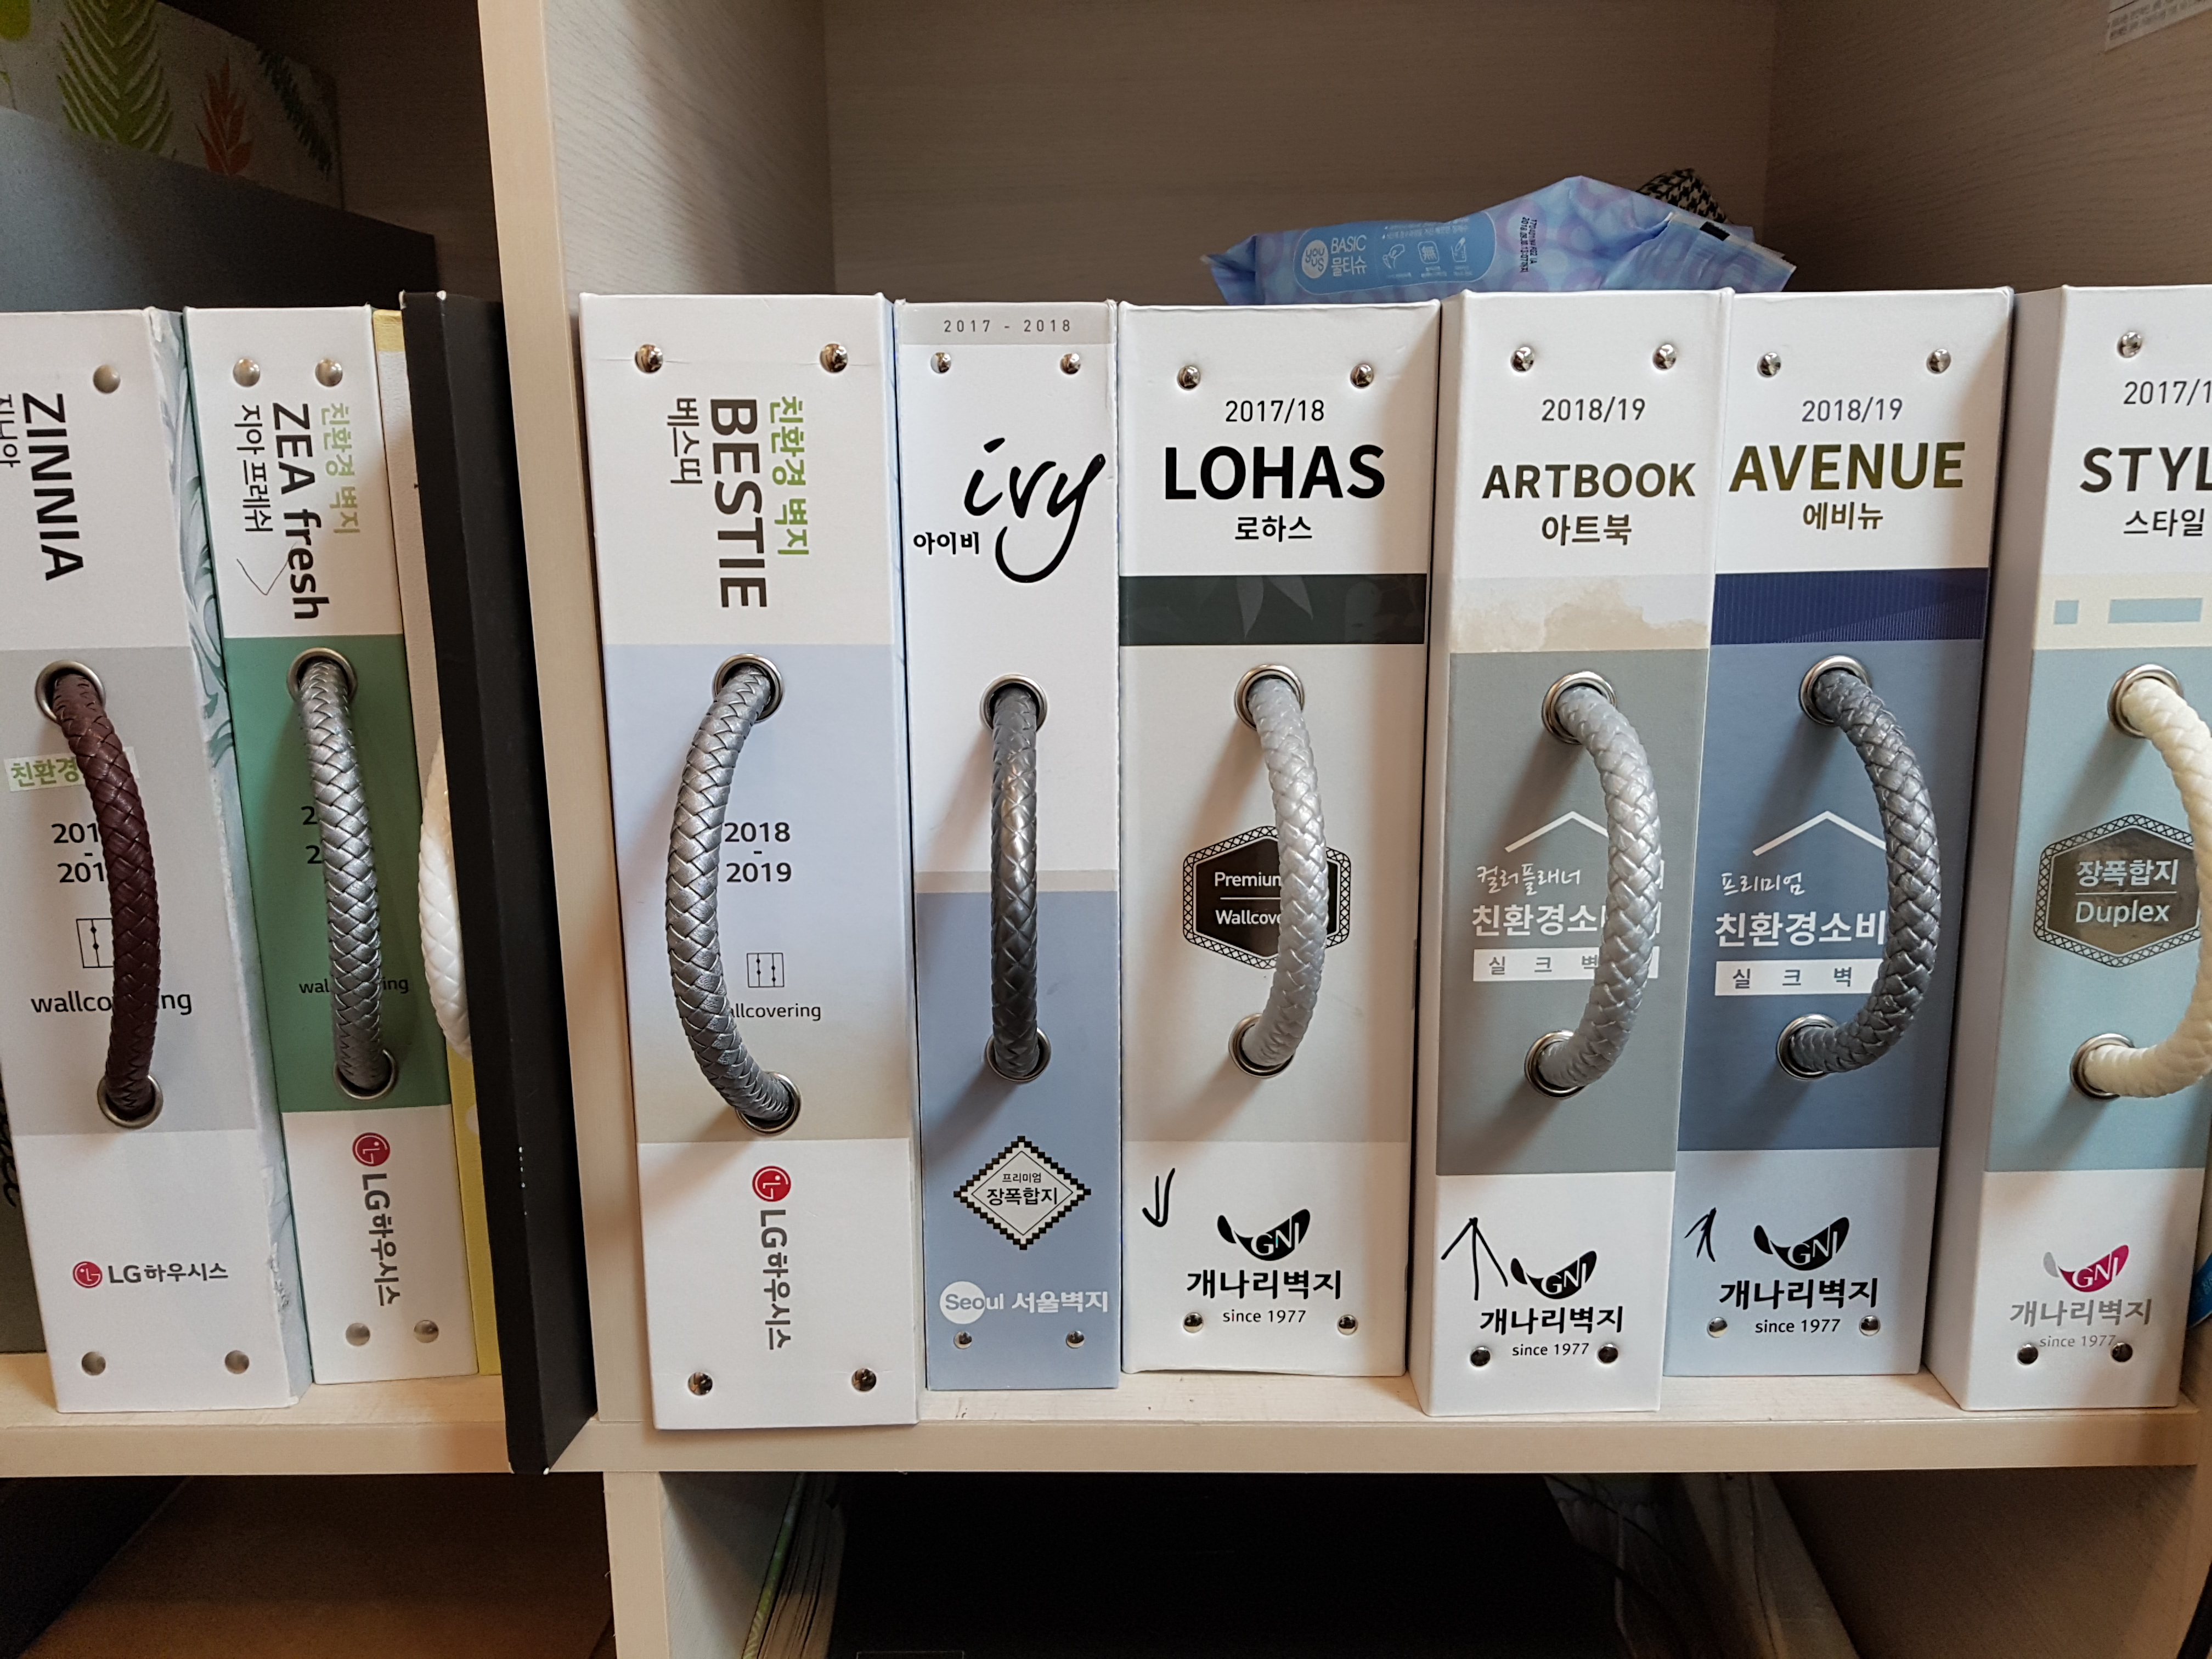 ZINNIA
지니아
친환경
201
-
201
LG하우시스
친환경 벽지
ZEA fresh
지아프레쉬
LG하우시스
친환경 벽지
BESTIE
베스띠
2018
-
2019
LG하우시스
2017 - 2018
ivy
아이비
프리미엄
장폭합지
Seoul 서울벽지
2017/18
LOHAS
로하스
Premium
GNI
개나리벽지
since 1977
2018/19
ARTBOOK
아트북
컬러플래너
친환경소
실 크 벽
GNI
개나리벽지
since 1977
2018/19
AVENUE
에비뉴
프리미엄
친환경소비
실 크 벽
GNI
개나리벽지
since 1977
2017/1
STYL
스타일
장폭합지
Duplex
GNI
개나리벽지
since 1977
you us
BASIC
물티슈